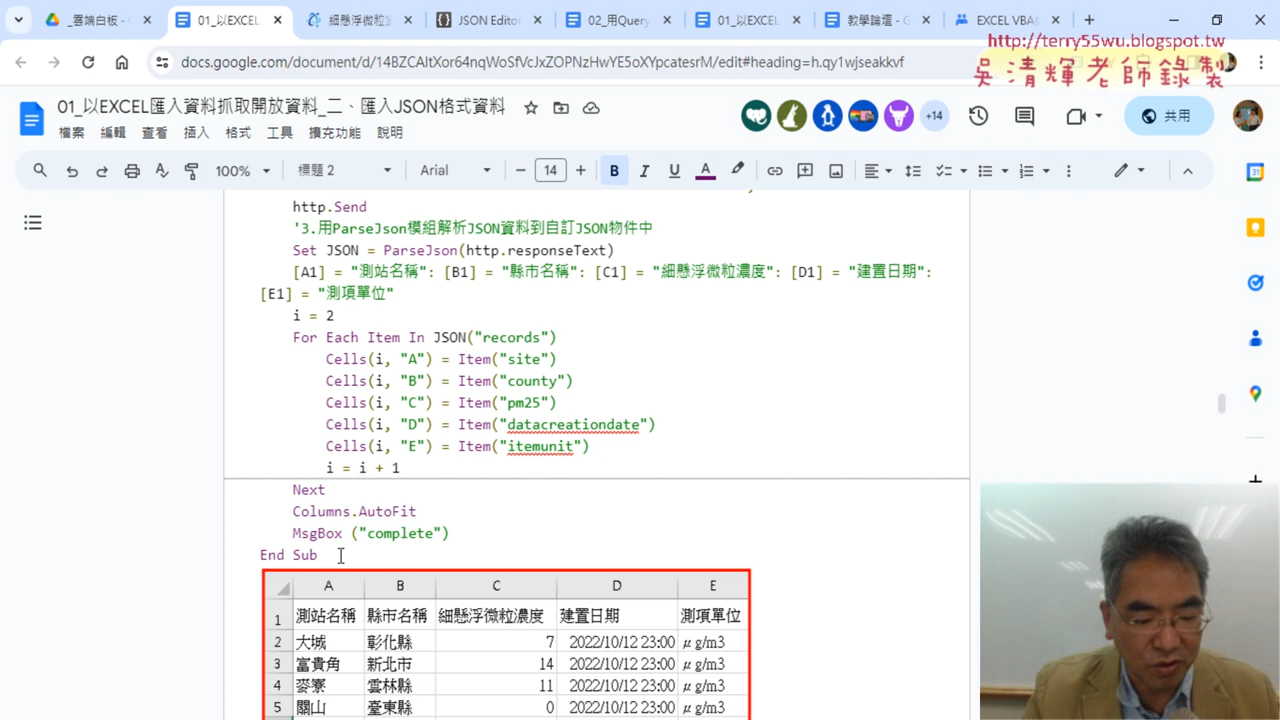 _雲端白板 - G
01_以EXCEL
細懸浮微粒
JSON Editor
02_用Query
01_以EXCEL
教學論壇 - G
EXCEL VBA
http://terry55wu.blogspot.tw
docs.google.com/document/d/14BZCAltXor64nqWoSfVcJxZOPNzHwYE5oXYpcatesrM/edit#heading=h.qy1wjseakkvf
吳清輝老師錄製
01_以EXCEL匯入資料抓取開放資料_二、匯入JSON格式資料
+14
共用
檔案 編輯 查看 插入 格式 工具 擴充功能 說明
100% 標題 2 Arial 14 B I U A
http.Send
'3.用ParseJson模組解析JSON資料到自訂JSON物件中
Set JSON = ParseJson(http.responseText)
[A1] = "測站名稱": [B1] = "縣市名稱": [C1] = "細懸浮微粒濃度": [D1] = "建置日期":
[E1] = "測項單位"
i = 2
For Each Item In JSON("records")
Cells(i, "A") = Item("site")
Cells(i, "B") = Item("county")
Cells(i, "C") = Item("pm25")
Cells(i, "D") = Item("datacreationdate")
Cells(i, "E") = Item("itemunit")
i = i + 1
Next
Columns.AutoFit
MsgBox ("complete")
End Sub
A B C D E
1 測站名稱 縣市名稱 細懸浮微粒濃度 建置日期 測項單位
2 大城 彰化縣 7 2022/10/12 23:00 μg/m3
3 富貴角 新北市 14 2022/10/12 23:00 μg/m3
4 麥寮 雲林縣 11 2022/10/12 23:00 μg/m3
5 關山 臺東縣 0 2022/10/12 23:00 μg/m3